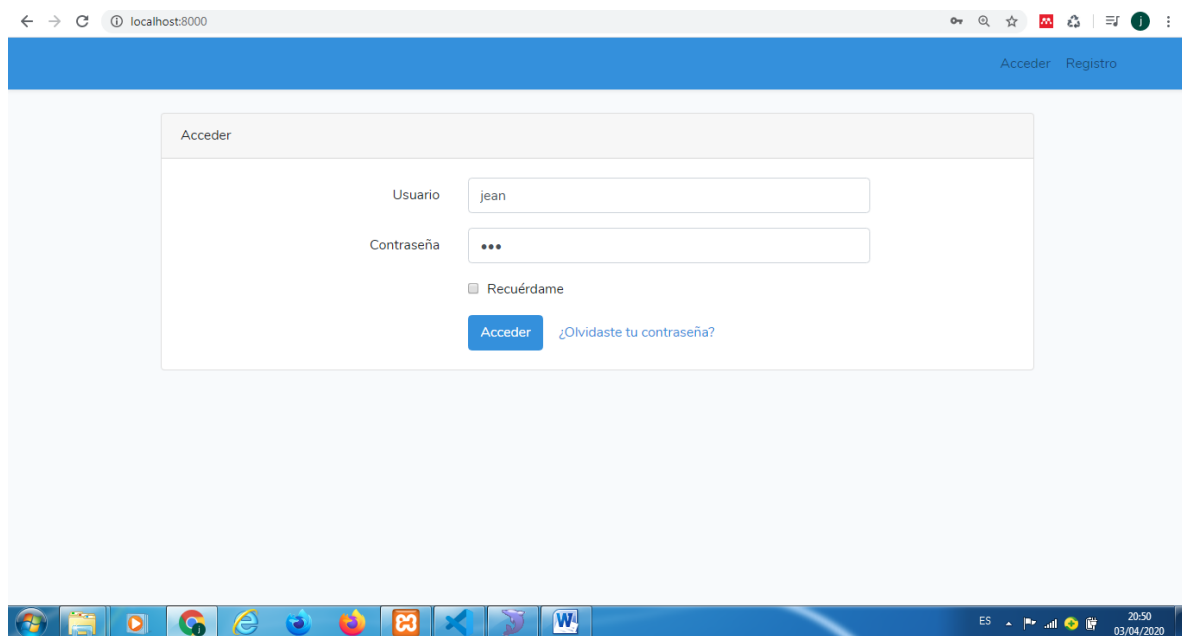 localhost:8000
Acceder Registro
Acceder
Usuario jean
Contraseña
Recuérdame
Acceder ¿Olvidaste tu contraseña?
ES 20:50
03/04/2020